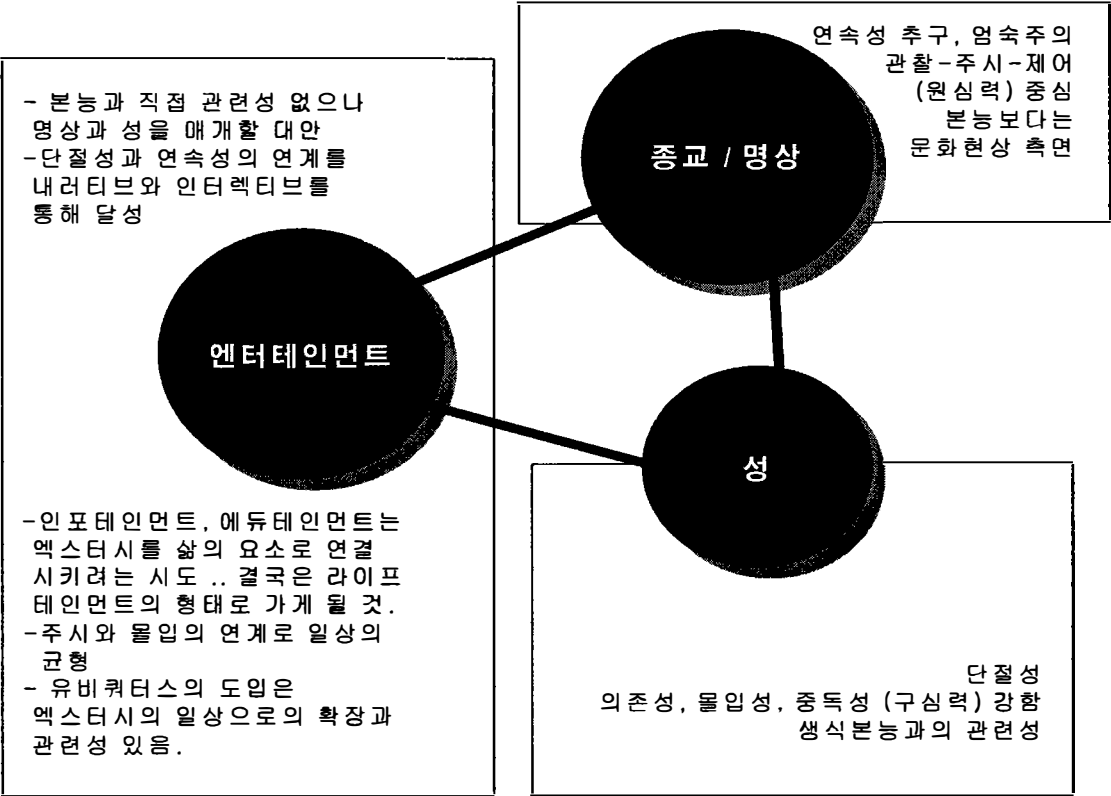 연속성 추구, 엄숙주의
관찰-주시-제어
(원심력) 중심
본능보다는
문화현상 측면
종교 / 명상
- 본능과 직접 관련성 없으나
명상과 성을 매개할 대안
-단절성과 연속성의 연계를
내러티브와 인터렉티브를
통해 달성
엔터테인먼트
성
-인포테인먼트, 에듀테인먼트는
엑스터시를 삶의 요소로 연결
시키려는 시도 .. 결국은 라이프
테인먼트의 형태로 가게 될 것.
-주시와 몰입의 연계로 일상의
균형
- 유비쿼터스의 도입은
엑스터시의 일상으로의 확장과
관련성 있음.
단절성
의존성, 몰입성, 중독성 (구심력) 강함
생식본능과의 관련성